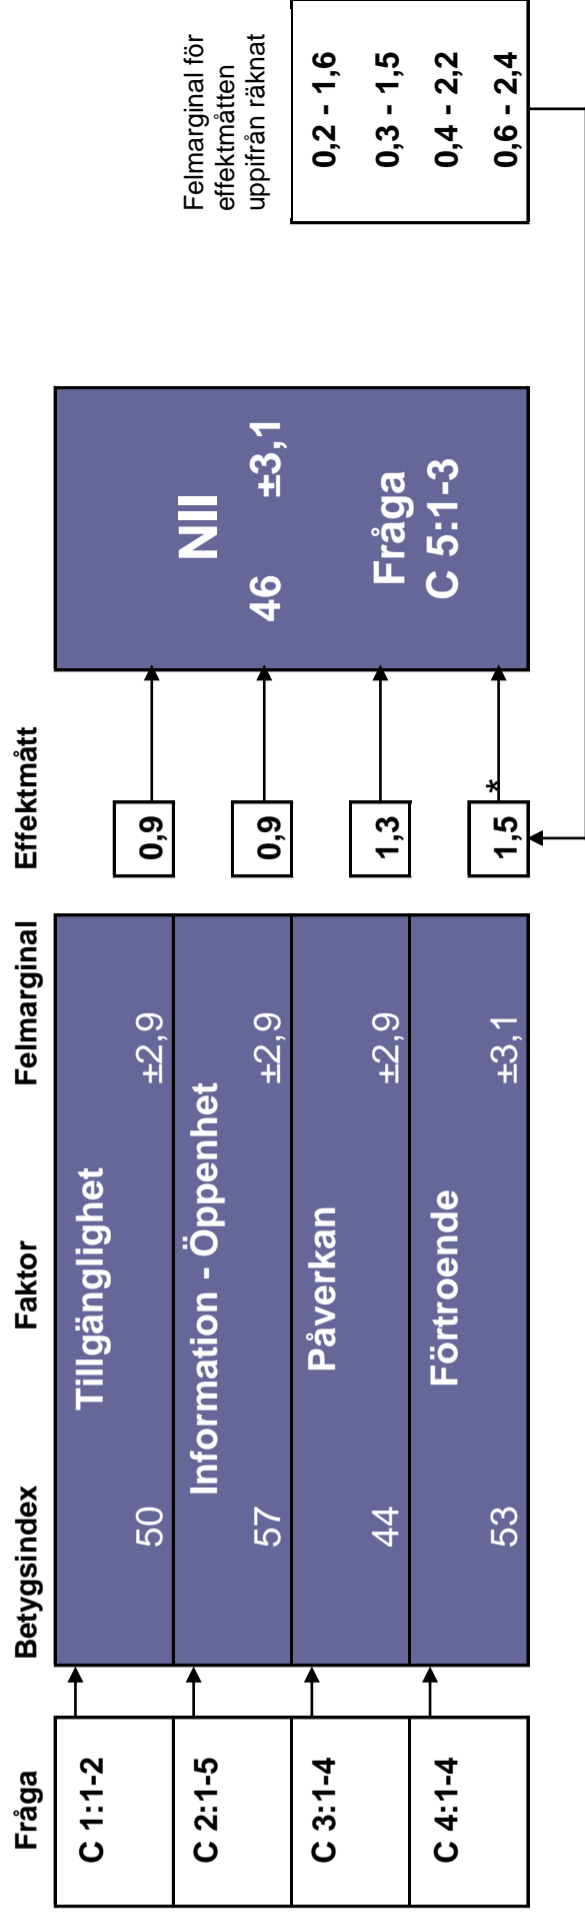 Fråga
Betygsindex
Faktor
Felmarginal
Effektmått
C 1:1-2
Tillgänglighet
50
±2,9
0,9
C 2:1-5
Information - Öppenhet
57
±2,9
0,9
C 3:1-4
Påverkan
44
±2,9
1,3
C 4:1-4
Förtroende
53
±3,1
1,5
*
NII
46 ±3,1
Fråga
C 5:1-3
Felmarginal för
effektmåtten
uppifrån räknat
0,2 - 1,6
0,3 - 1,5
0,4 - 2,2
0,6 - 2,4